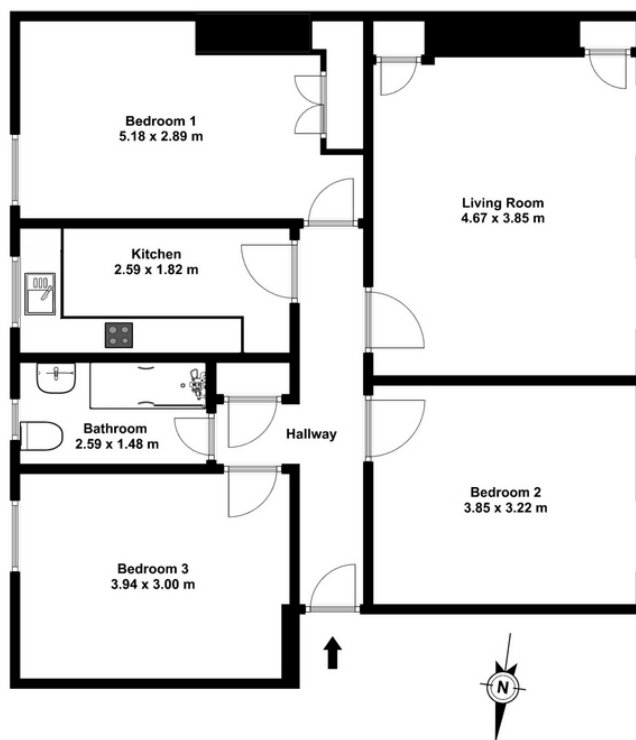 Bedroom 1
5.18 x 2.89 m
Living Room
4.67 x 3.85 m
Kitchen
2.59 x 1.82 m
Bathroom
2.59 x 1.48 m
Hallway
Bedroom 2
3.85 x 3.22 m
Bedroom 3
3.94 x 3.00 m
N